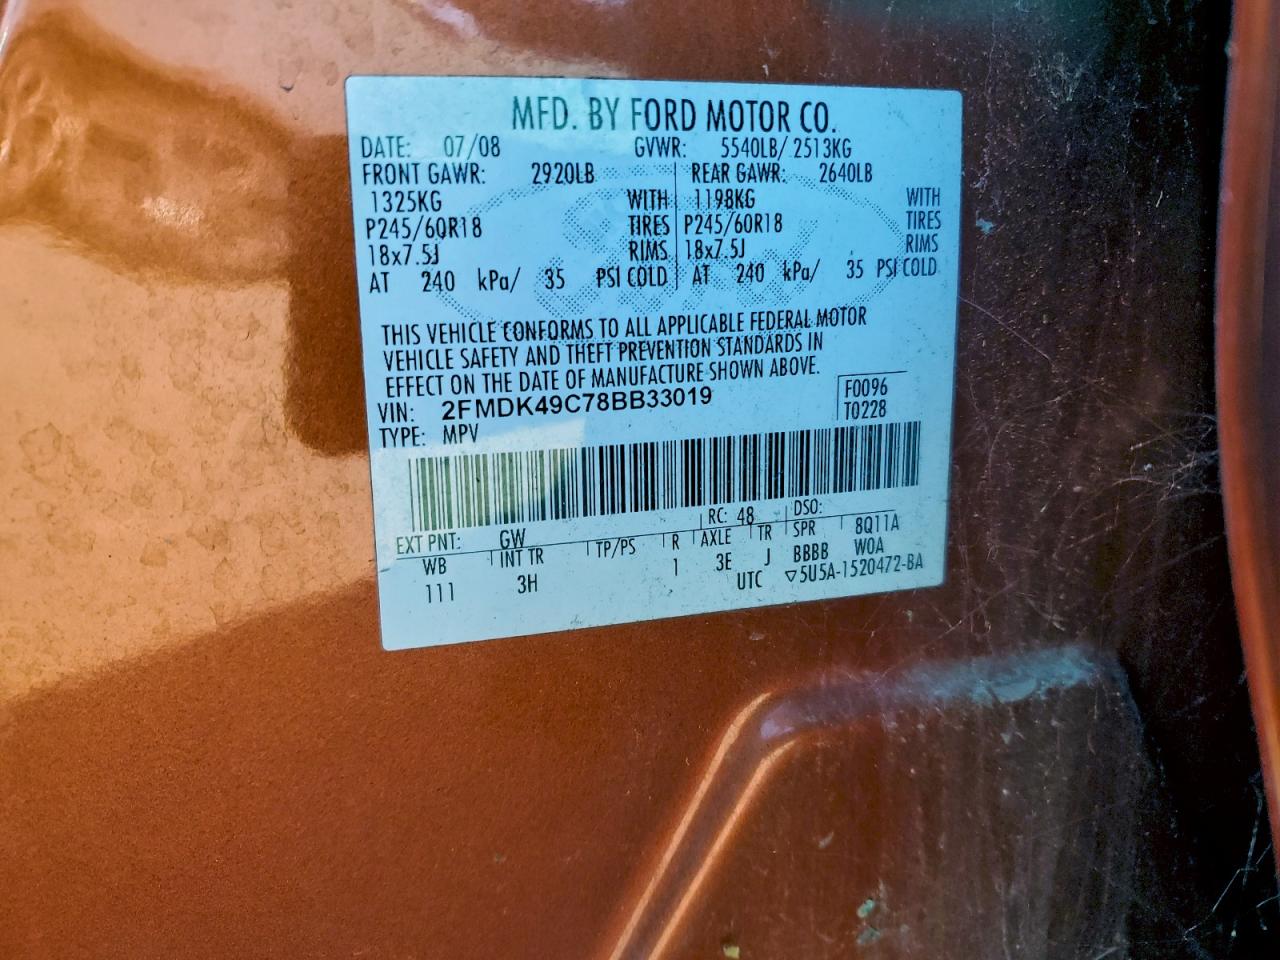 MFD. BY FORD MOTOR CO.
DATE: 07/08 GVWR: 5540LB/ 2513KG
FRONT GAWR: 2920LB REAR GAWR: 2640LB
1325KG WITH 1198KG WITH
P245/60R18 TIRES P245/60R18 TIRES
18x7.5J RIMS 18x7.5J RIMS
AT 240 kPa/ 35 PSI COLD AT 240 kPa/ 35 PSI COLD
THIS VEHICLE CONFORMS TO ALL APPLICABLE FEDERAL MOTOR
VEHICLE SAFETY AND THEFT PREVENTION STANDARDS IN
EFFECT ON THE DATE OF MANUFACTURE SHOWN ABOVE.
VIN: 2FMDK49C78BB33019 F0096
TYPE: MPV T0228
EXT PNT: GW RC: 48 DSO:
WB INT TR TP/PS R AXLE TR SPR 8Q11A
111 3H 1 3E J BBBB WOA
UTC ▽5U5A-1520472-BA